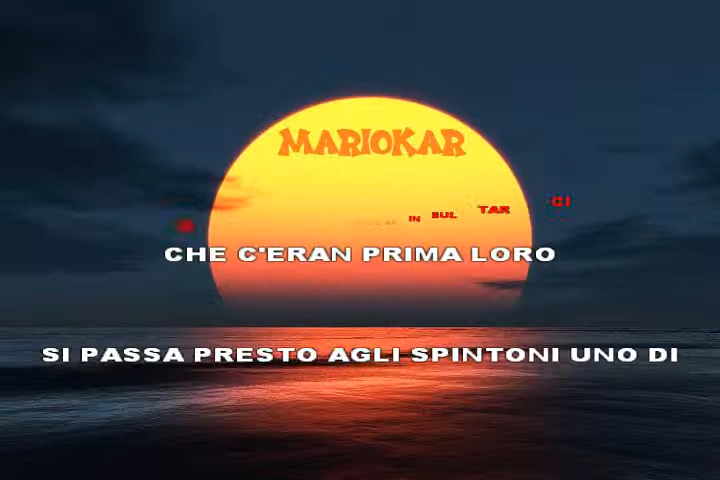 MARIOKAR
IN SUL TAR CI
CHE C'ERAN PRIMA LORO
SI PASSA PRESTO AGLI SPINTONI UNO DI